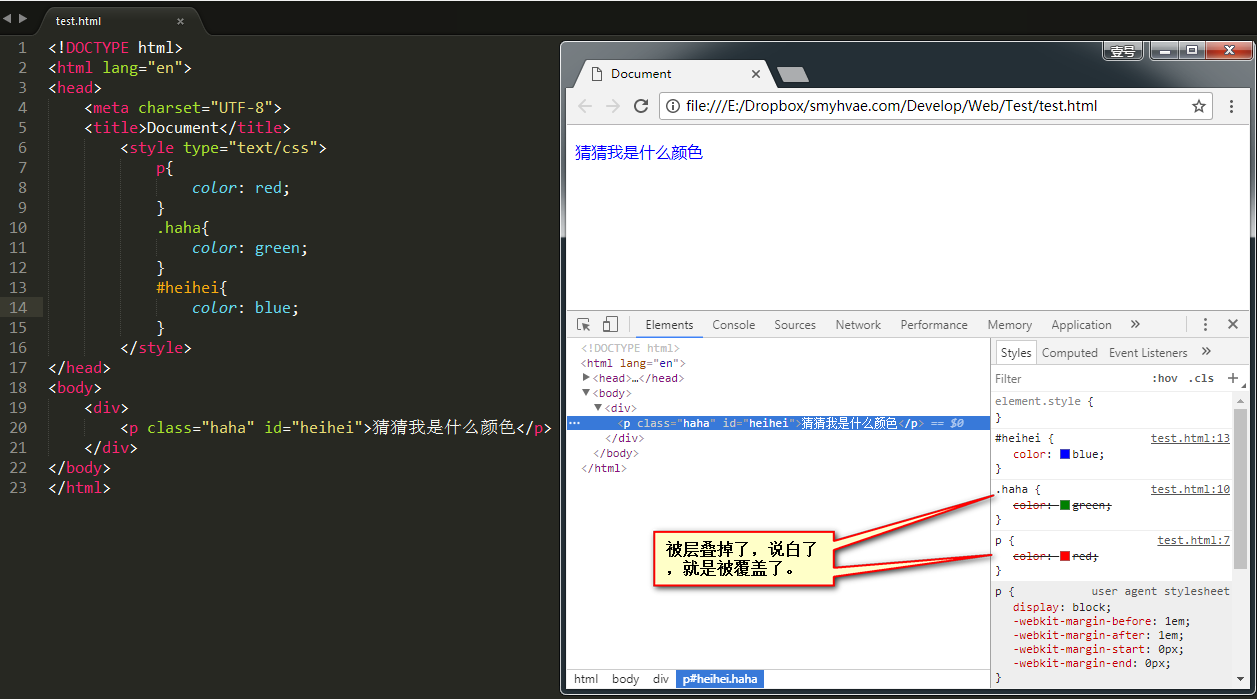 test.html ×
1 <!DOCTYPE html>
2 <html lang="en">
3 <head>
4 <meta charset="UTF-8">
5 <title>Document</title>
6 <style type="text/css">
7 p{
8 color: red;
9 }
10 .haha{
11 color: green;
12 }
13 #heihei{
14 color: blue;
15 }
16 </style>
17 </head>
18 <body>
19 <div>
20 <p class="haha" id="heihei">猜猜我是什么颜色</p>
21 </div>
22 </body>
23 </html>
壹号
Document
file:///E:/Dropbox/smyhvae.com/Develop/Web/Test/test.html
猜猜我是什么颜色
Elements Console Sources Network Performance Memory Application »
<!DOCTYPE html>
<html lang="en">
<head>…</head>
<body>
<div>
<p class="haha" id="heihei">猜猜我是什么颜色</p> == $0
</div>
</body>
</html>
被层叠掉了，说白了
，就是被覆盖了。
html body div p#heihei.haha
Styles Computed Event Listeners »
Filter :hov .cls +
element.style {
}
#heihei { test.html:13
color: blue;
}
.haha { test.html:10
color: green;
}
p { test.html:7
color: red;
}
p { user agent stylesheet
display: block;
-webkit-margin-before: 1em;
-webkit-margin-after: 1em;
-webkit-margin-start: 0px;
-webkit-margin-end: 0px;
}